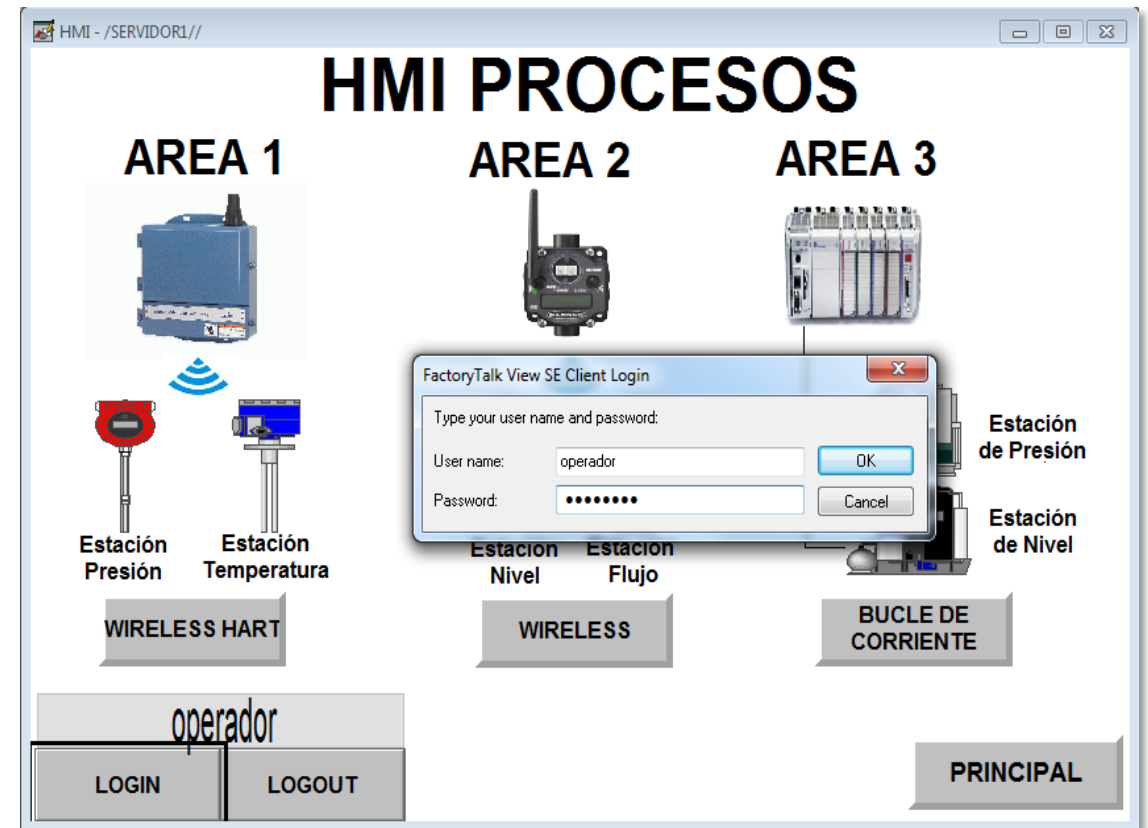 HMI - /SERVIDOR1//
HMI PROCESOS
AREA 1
AREA 2
AREA 3
FactoryTalk View SE Client Login
Type your user name and password:
User name: operador
OK
Password: ••••••••
Cancel
Estación
de Presión
Estación
de Nivel
Estación
Presión
Estación
Temperatura
Estación
Nivel
Estación
Flujo
WIRELESS HART
WIRELESS
BUCLE DE
CORRIENTE
operador
LOGIN
LOGOUT
PRINCIPAL